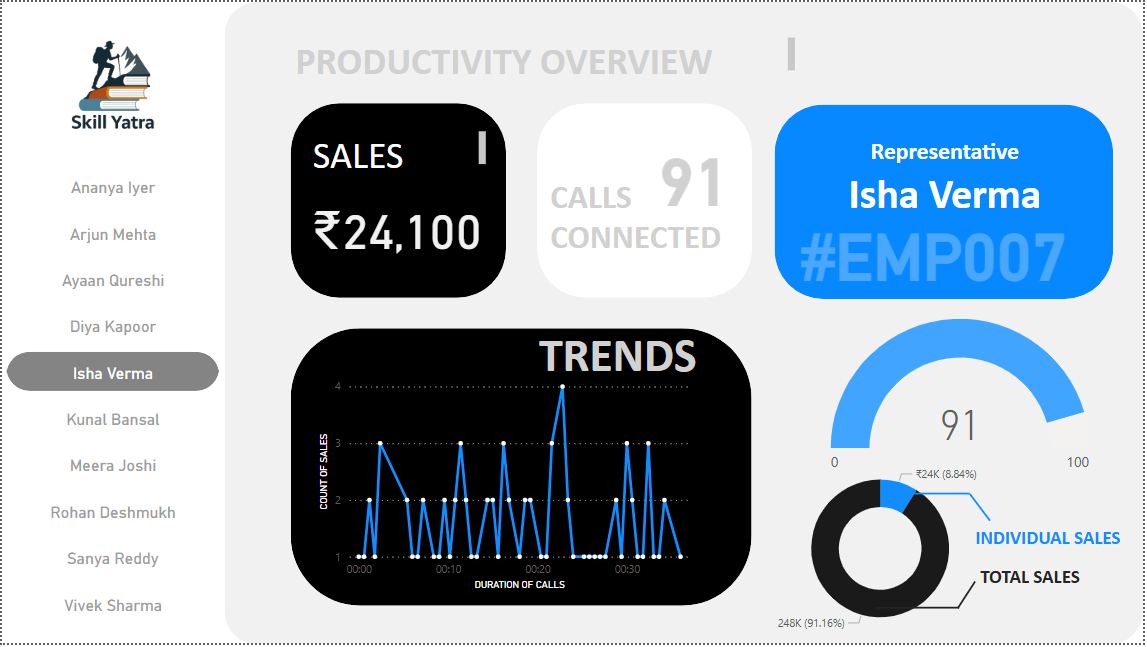 Skill Yatra
Ananya Iyer
Arjun Mehta
Ayaan Qureshi
Diya Kapoor
Isha Verma
Kunal Bansal
Meera Joshi
Rohan Deshmukh
Sanya Reddy
Vivek Sharma
PRODUCTIVITY OVERVIEW
SALES
₹24,100
CALLS 91
CONNECTED
Representative
Isha Verma
#EMP007
TRENDS
COUNT OF SALES
4
3
2
1
00:00 00:10 00:20 00:30
DURATION OF CALLS
91
0 100
₹24K (8.84%)
INDIVIDUAL SALES
TOTAL SALES
248K (91.16%)